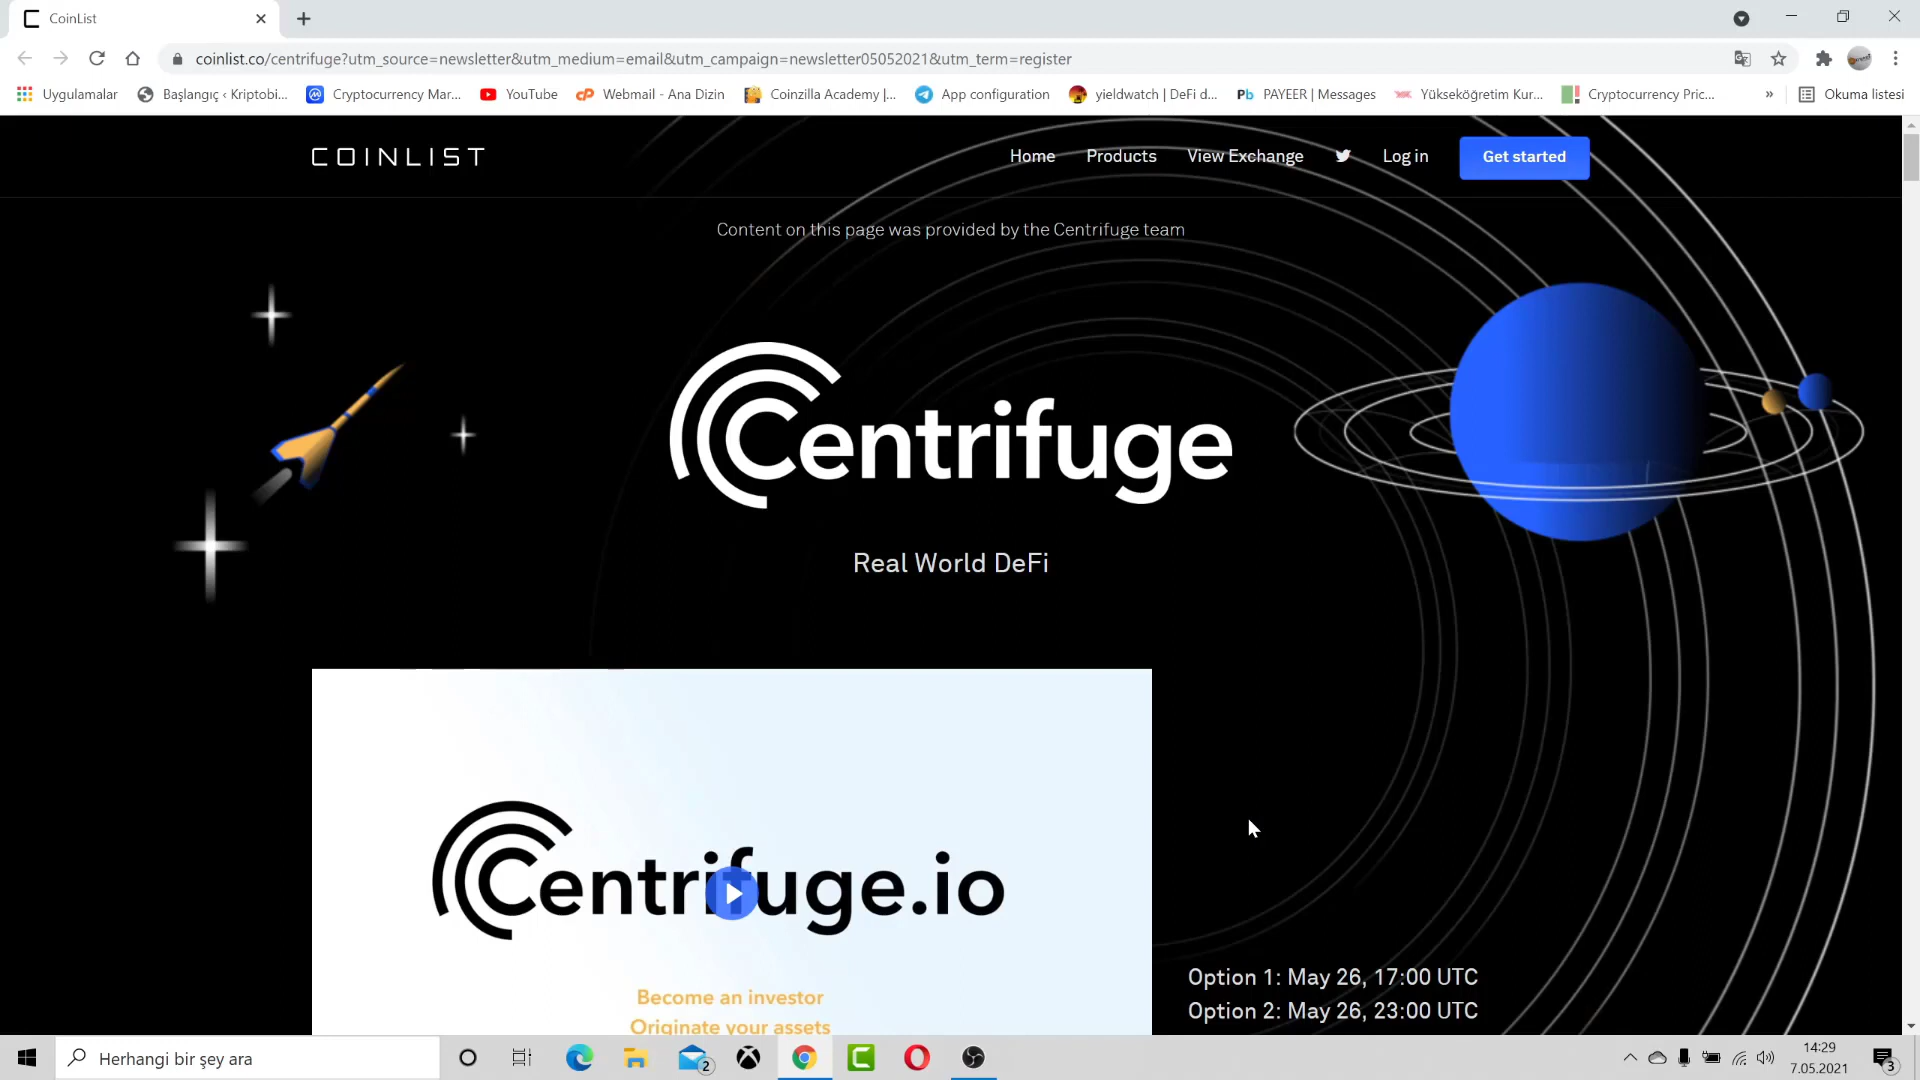 CoinList
coinlist.co/centrifuge?utm_source=newsletter&utm_medium=email&utm_campaign=newsletter05052021&utm_term=register
Uygulamalar
Başlangıç ‹ Kriptobi...
Cryptocurrency Mar...
YouTube
cP Webmail - Ana Dizin
Coinzilla Academy |...
App configuration
yieldwatch | DeFi d...
Pb PAYEER | Messages
Yükseköğretim Kur...
Cryptocurrency Pric...
»
Okuma listesi
COINLIST
Home
Products
View Exchange
Log in
Get started
Content on this page was provided by the Centrifuge team
Centrifuge
Real World DeFi
Centrifuge.io
Become an investor
Originate your assets
Option 1: May 26, 17:00 UTC
Option 2: May 26, 23:00 UTC
Herhangi bir şey ara
2
14:29
7.05.2021
3